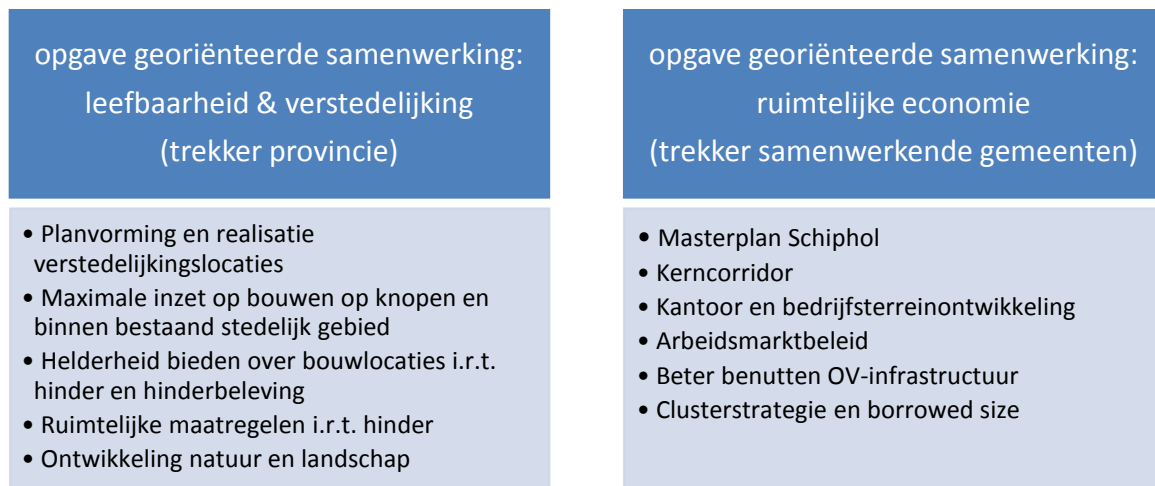 opgave georiënteerde samenwerking:
leefbaarheid & verstedelijking
(trekker provincie)
• Planvorming en realisatie
verstedelijkingslocaties
• Maximale inzet op bouwen op knopen en
binnen bestaand stedelijk gebied
• Helderheid bieden over bouwlocaties i.r.t.
hinder en hinderbeleving
• Ruimtelijke maatregelen i.r.t. hinder
• Ontwikkeling natuur en landschap
opgave georiënteerde samenwerking:
ruimtelijke economie
(trekker samenwerkende gemeenten)
• Masterplan Schiphol
• Kerncorridor
• Kantoor en bedrijfsterreinontwikkeling
• Arbeidsmarktbeleid
• Beter benutten OV-infrastructuur
• Clusterstrategie en borrowed size